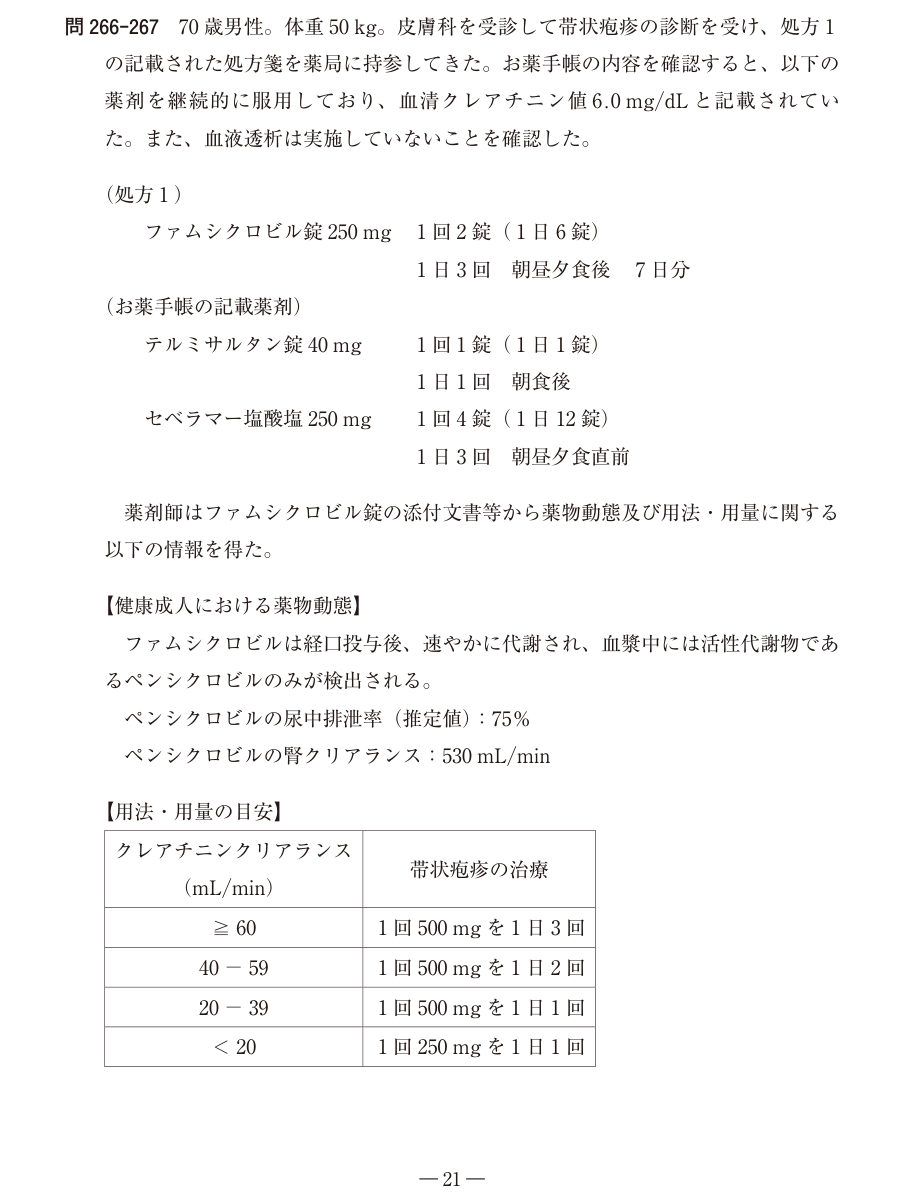 問 266-267　70 歳男性。体重 50 kg。皮膚科を受診して帯状疱疹の診断を受け、処方１
の記載された処方箋を薬局に持参してきた。お薬手帳の内容を確認すると、以下の
薬剤を継続的に服用しており、血清クレアチニン値 6.0 mg/dL と記載されてい
た。また、血液透析は実施していないことを確認した。
（処方１）
ファムシクロビル錠 250 mg　１回２錠（１日６錠）
１日３回　朝昼夕食後　７日分
（お薬手帳の記載薬剤）
テルミサルタン錠 40 mg　１回１錠（１日１錠）
１日１回　朝食後
セベラマー塩酸塩 250 mg　１回４錠（１日 12 錠）
１日３回　朝昼夕食直前
薬剤師はファムシクロビル錠の添付文書等から薬物動態及び用法・用量に関する
以下の情報を得た。
【健康成人における薬物動態】
ファムシクロビルは経口投与後、速やかに代謝され、血漿中には活性代謝物であ
るペンシクロビルのみが検出される。
ペンシクロビルの尿中排泄率（推定値）：75％
ペンシクロビルの腎クリアランス：530 mL/min
【用法・用量の目安】
クレアチニンクリアランス
（mL/min）
帯状疱疹の治療
≧ 60　１回 500 mg を１日３回
40 － 59　１回 500 mg を１日２回
20 － 39　１回 500 mg を１日１回
＜ 20　１回 250 mg を１日１回
― 21 ―